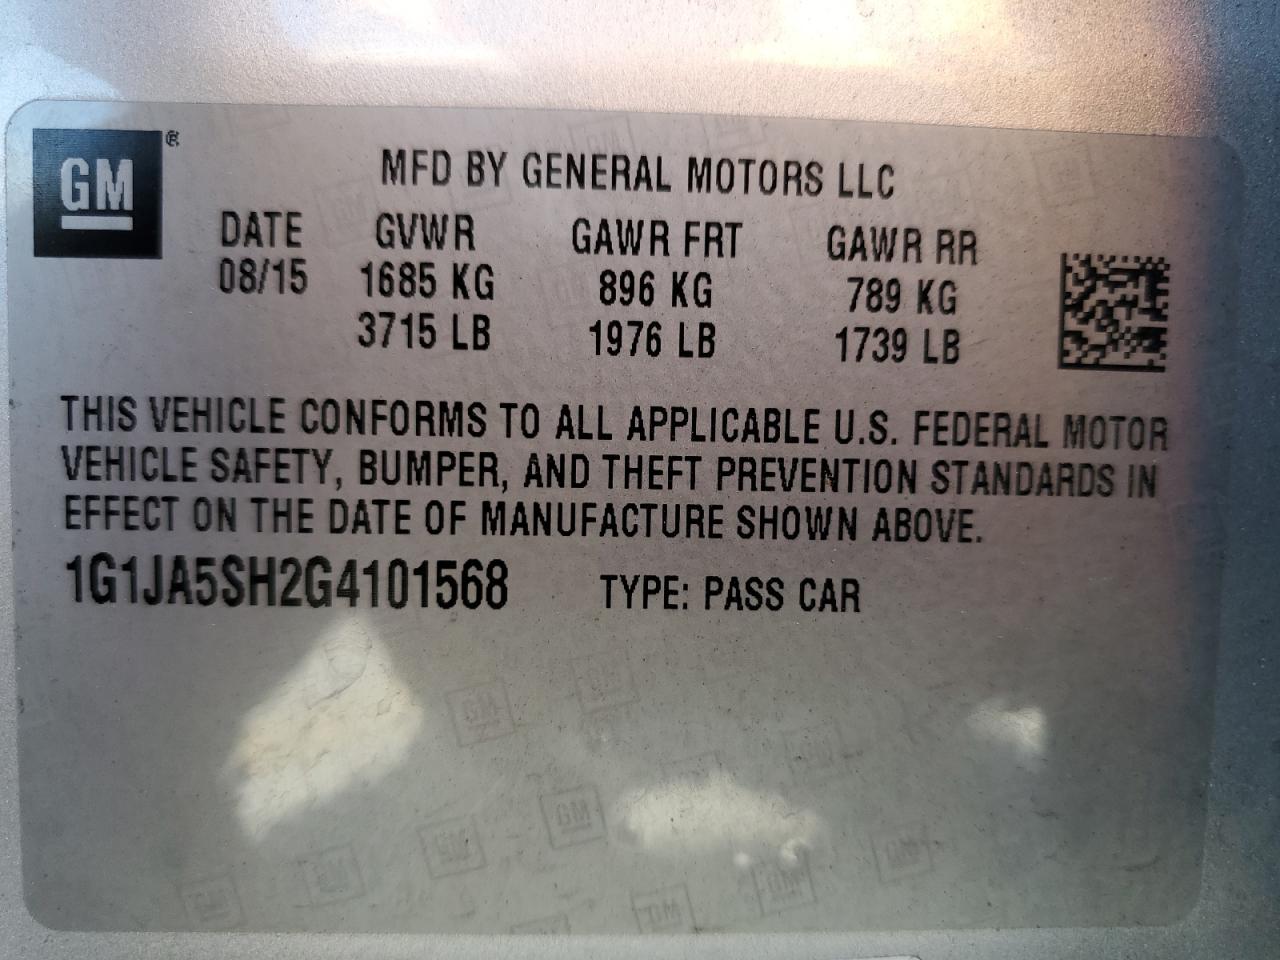 GM ®
MFD BY GENERAL MOTORS LLC
DATE GVWR GAWR FRT GAWR RR
08/15 1685 KG 896 KG 789 KG
3715 LB 1976 LB 1739 LB
THIS VEHICLE CONFORMS TO ALL APPLICABLE U.S. FEDERAL MOTOR
VEHICLE SAFETY, BUMPER, AND THEFT PREVENTION STANDARDS IN
EFFECT ON THE DATE OF MANUFACTURE SHOWN ABOVE.
1G1JA5SH2G4101568 TYPE: PASS CAR